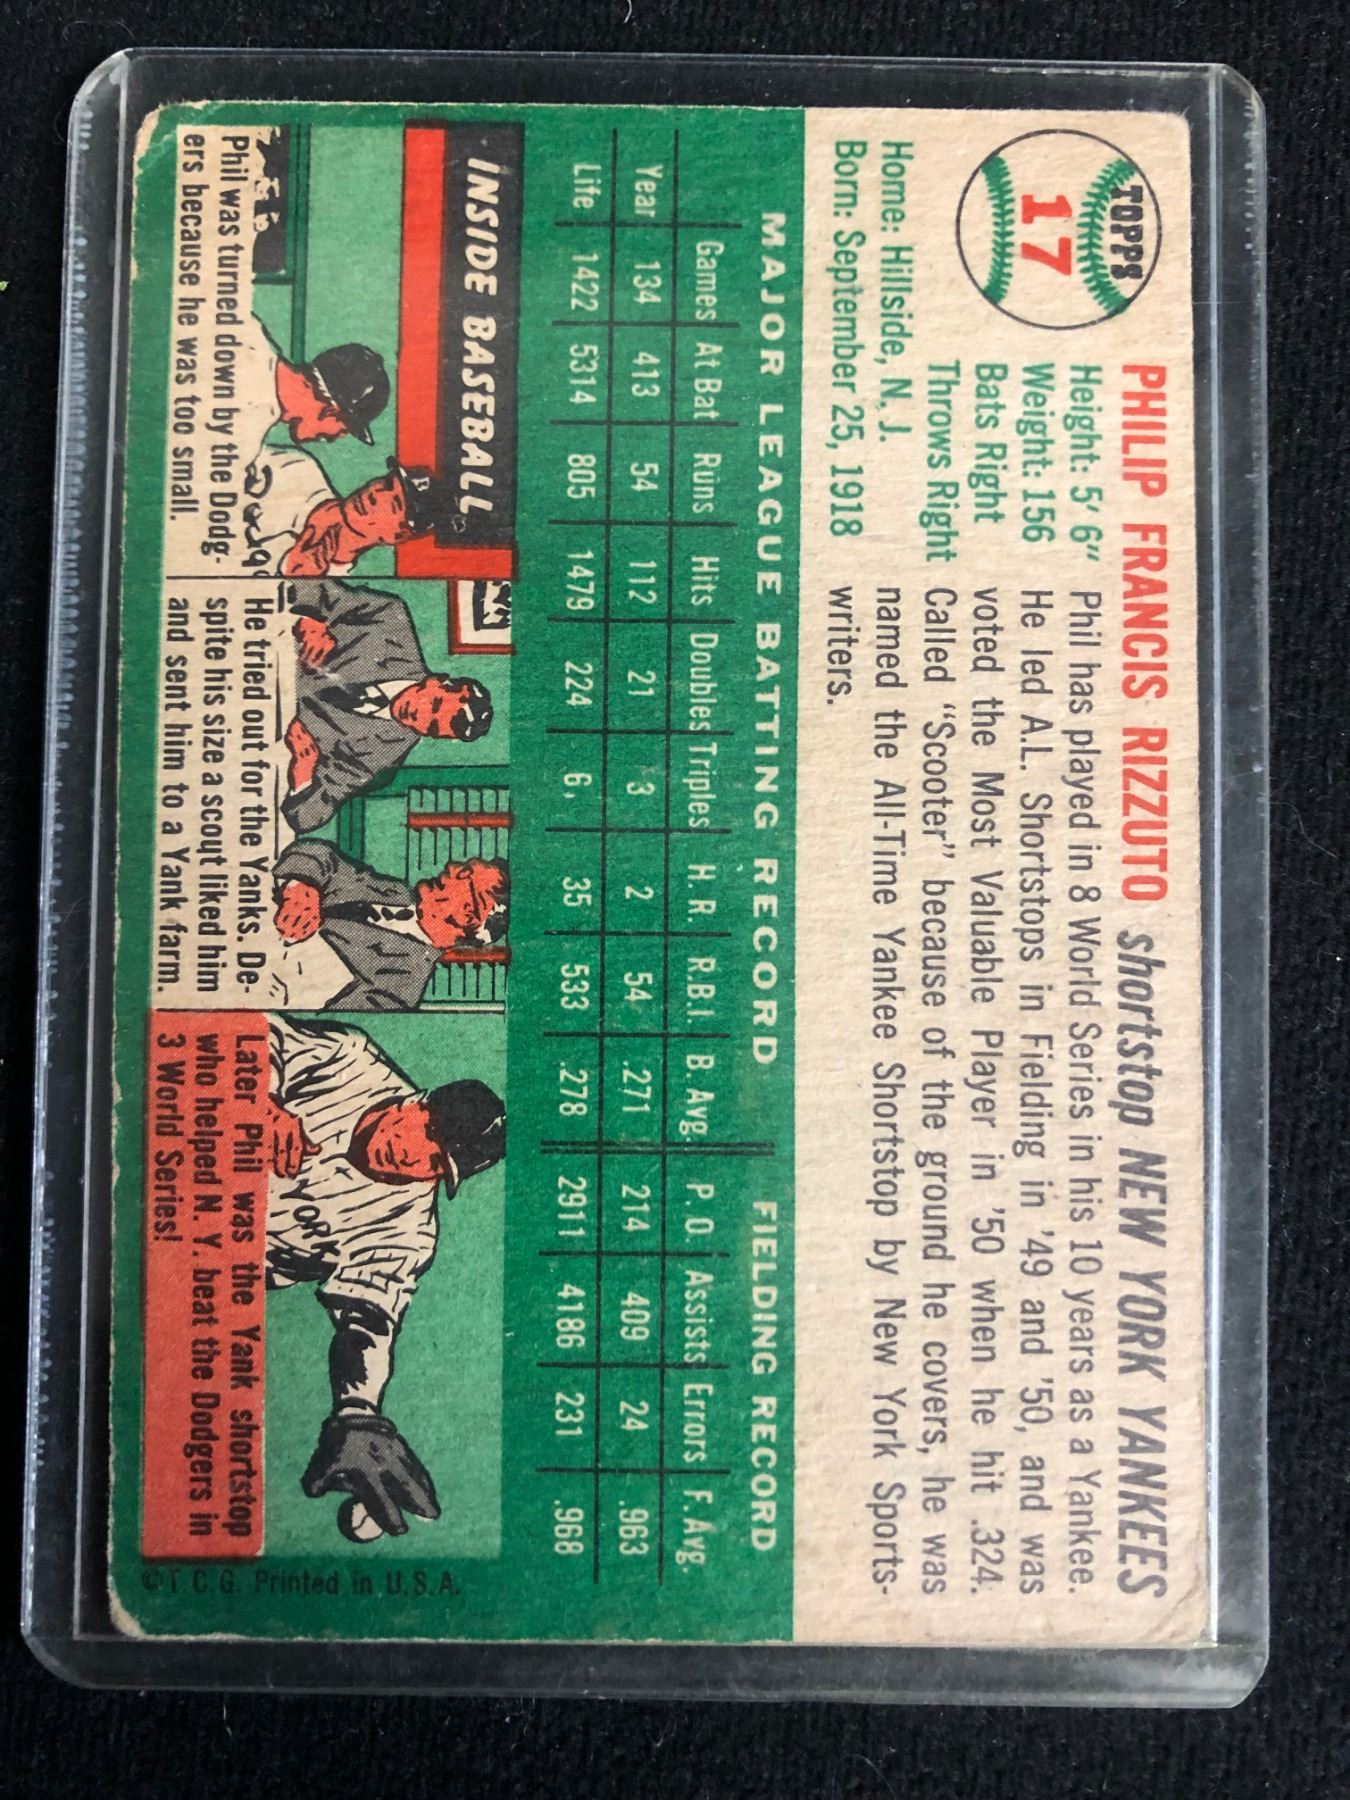 TOPPS
17
PHILIP FRANCIS RIZZUTO shortstop NEW YORK YANKEES
Height: 5' 6"
Weight: 156
Bats Right
Throws Right
Home: Hillside, N. J.
Born: September 25, 1918
Phil has played in 8 World Series in his 10 years as a Yankee.
He led A.L. Shortstops in Fielding in '49 and '50, and was
voted the Most Valuable Player in '50 when he hit .324.
Called "Scooter" because of the ground he covers, he was
named the All-Time Yankee Shortstop by New York Sports-
writers.
MAJOR LEAGUE BATTING RECORD FIELDING RECORD
Games At Bat Runs Hits Doubles Triples H. R. R.B.I. B. Avg. P. O. Assists Errors F. Avg.
Year 134 413 54 112 21 3 2 54 .271 214 409 24 .963
Life 1422 5314 805 1479 224 6, 35 533 .278 2911 4186 231 .968
INSIDE BASEBALL
Phil was turned down by the Dodg-
ers because he was too small.
He tried out for the Yanks. De-
spite his size a scout liked him
and sent him to a Yank farm.
YORK
Later Phil was the Yank shortstop
who helped N. Y. beat the Dodgers in
3 World Series!
©T.C.G. Printed in U.S.A.